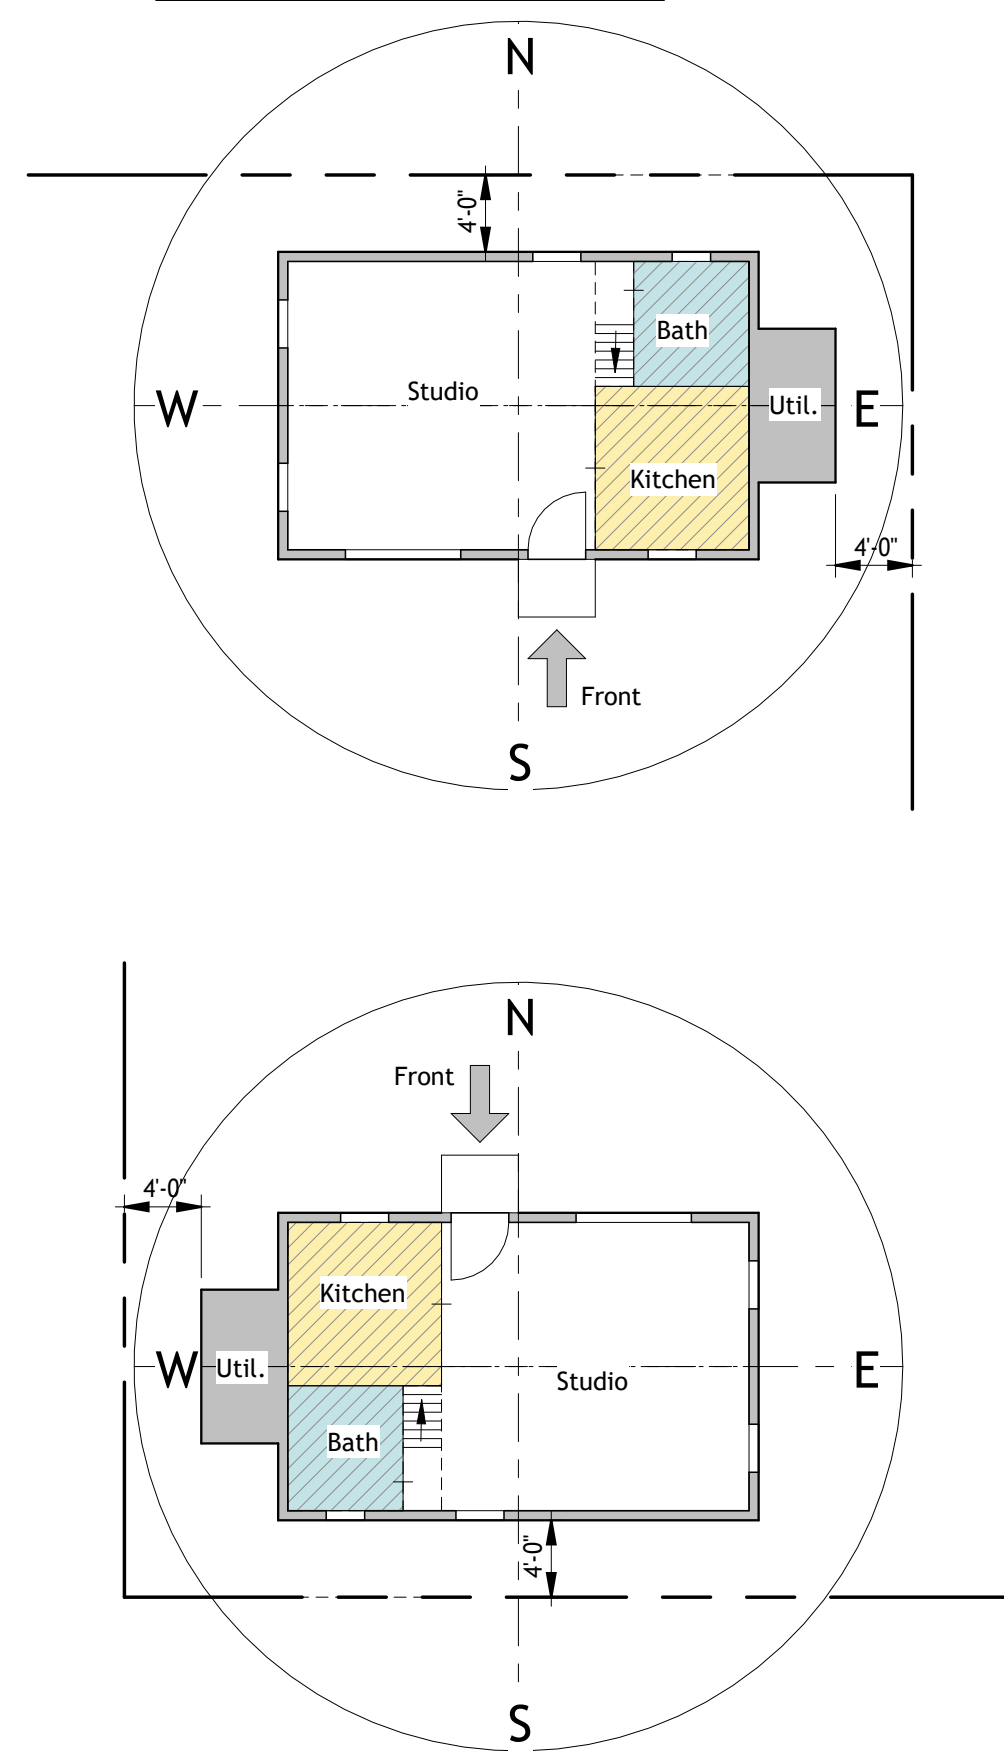 N
4'-0"
Bath
Studio
W
Util.
E
Kitchen
4'-0"
Front
S
N
Front
4'-0"
Kitchen
W
Util.
E
Studio
Bath
4'-0"
S